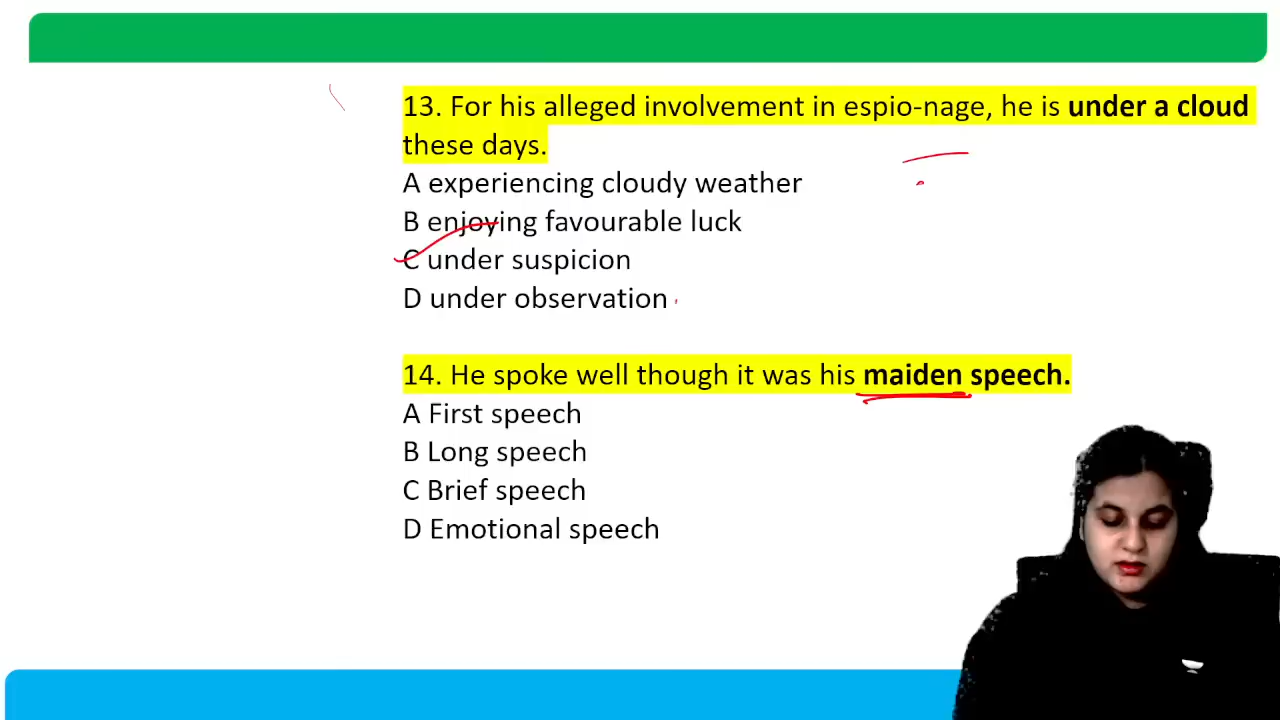 13. For his alleged involvement in espio-nage, he is under a cloud
these days.
A experiencing cloudy weather
B enjoying favourable luck
C under suspicion
D under observation
14. He spoke well though it was his maiden speech.
A First speech
B Long speech
C Brief speech
D Emotional speech